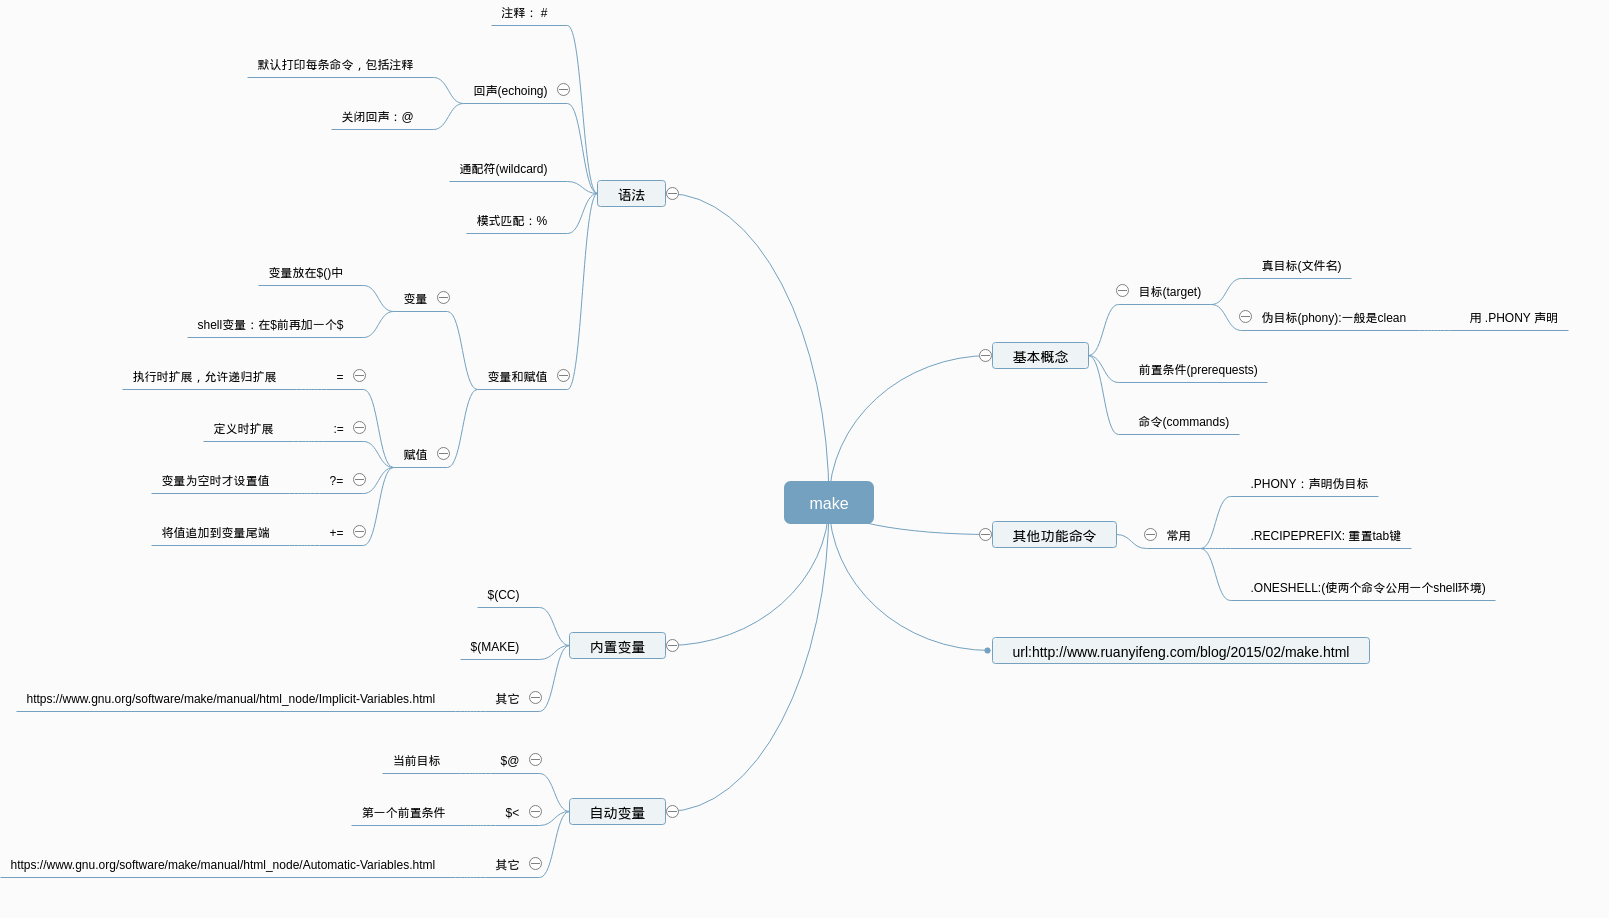 make
语法
注释： #
回声(echoing)
默认打印每条命令，包括注释
关闭回声：@
通配符(wildcard)
模式匹配：%
变量和赋值
变量
变量放在$()中
shell变量：在$前再加一个$
赋值
=
执行时扩展，允许递归扩展
:=
定义时扩展
?=
变量为空时才设置值
+=
将值追加到变量尾端
内置变量
$(CC)
$(MAKE)
其它
https://www.gnu.org/software/make/manual/html_node/Implicit-Variables.html
自动变量
$@
当前目标
$<
第一个前置条件
其它
https://www.gnu.org/software/make/manual/html_node/Automatic-Variables.html
基本概念
目标(target)
真目标(文件名)
伪目标(phony):一般是clean
用 .PHONY 声明
前置条件(prerequests)
命令(commands)
其他功能命令
常用
.PHONY：声明伪目标
.RECIPEPREFIX: 重置tab键
.ONESHELL:(使两个命令公用一个shell环境)
url:http://www.ruanyifeng.com/blog/2015/02/make.html